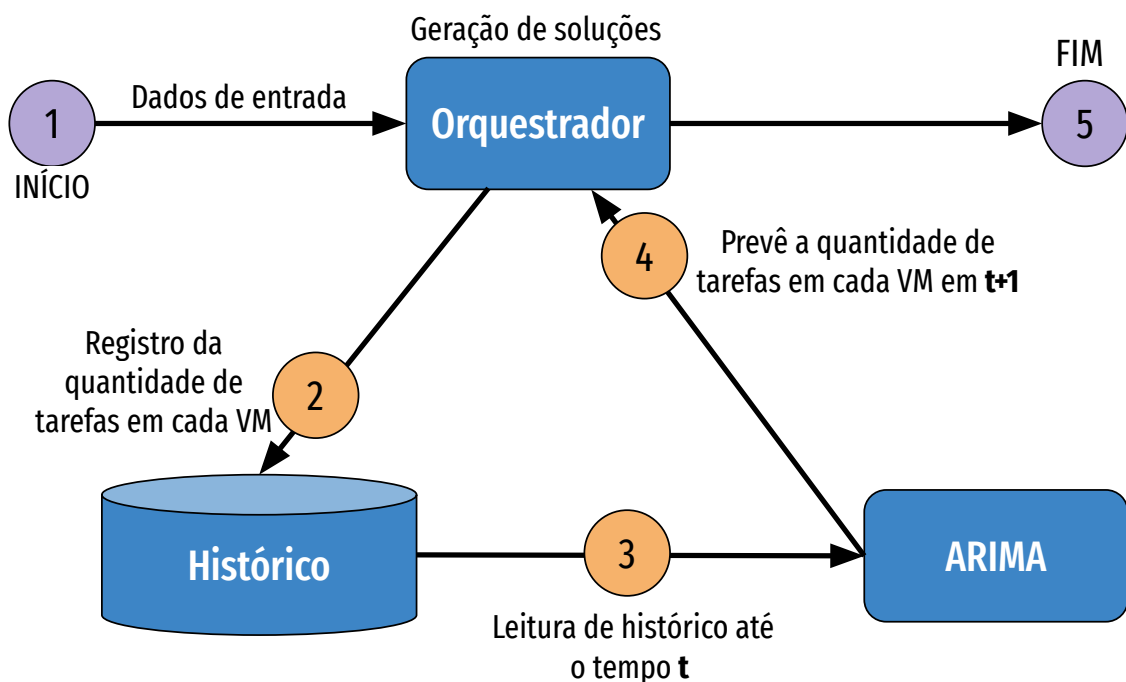 Geração de soluções
FIM
Dados de entrada
1
Orquestrador
5
INÍCIO
4
Prevê a quantidade de
tarefas em cada VM em t+1
Registro da
quantidade de
tarefas em cada VM
2
Histórico
3
ARIMA
Leitura de histórico até
o tempo t